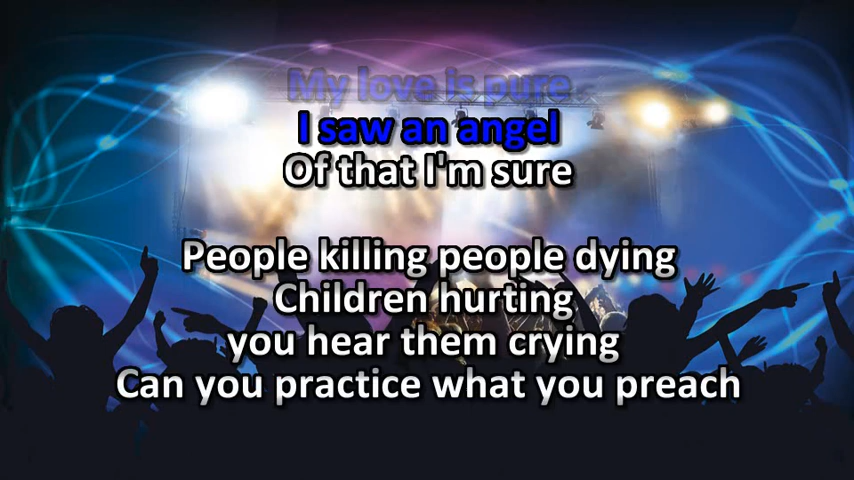 My love is pure
I saw an angel
Of that I'm sure
People killing people dying
Children hurting
you hear them crying
Can you practice what you preach